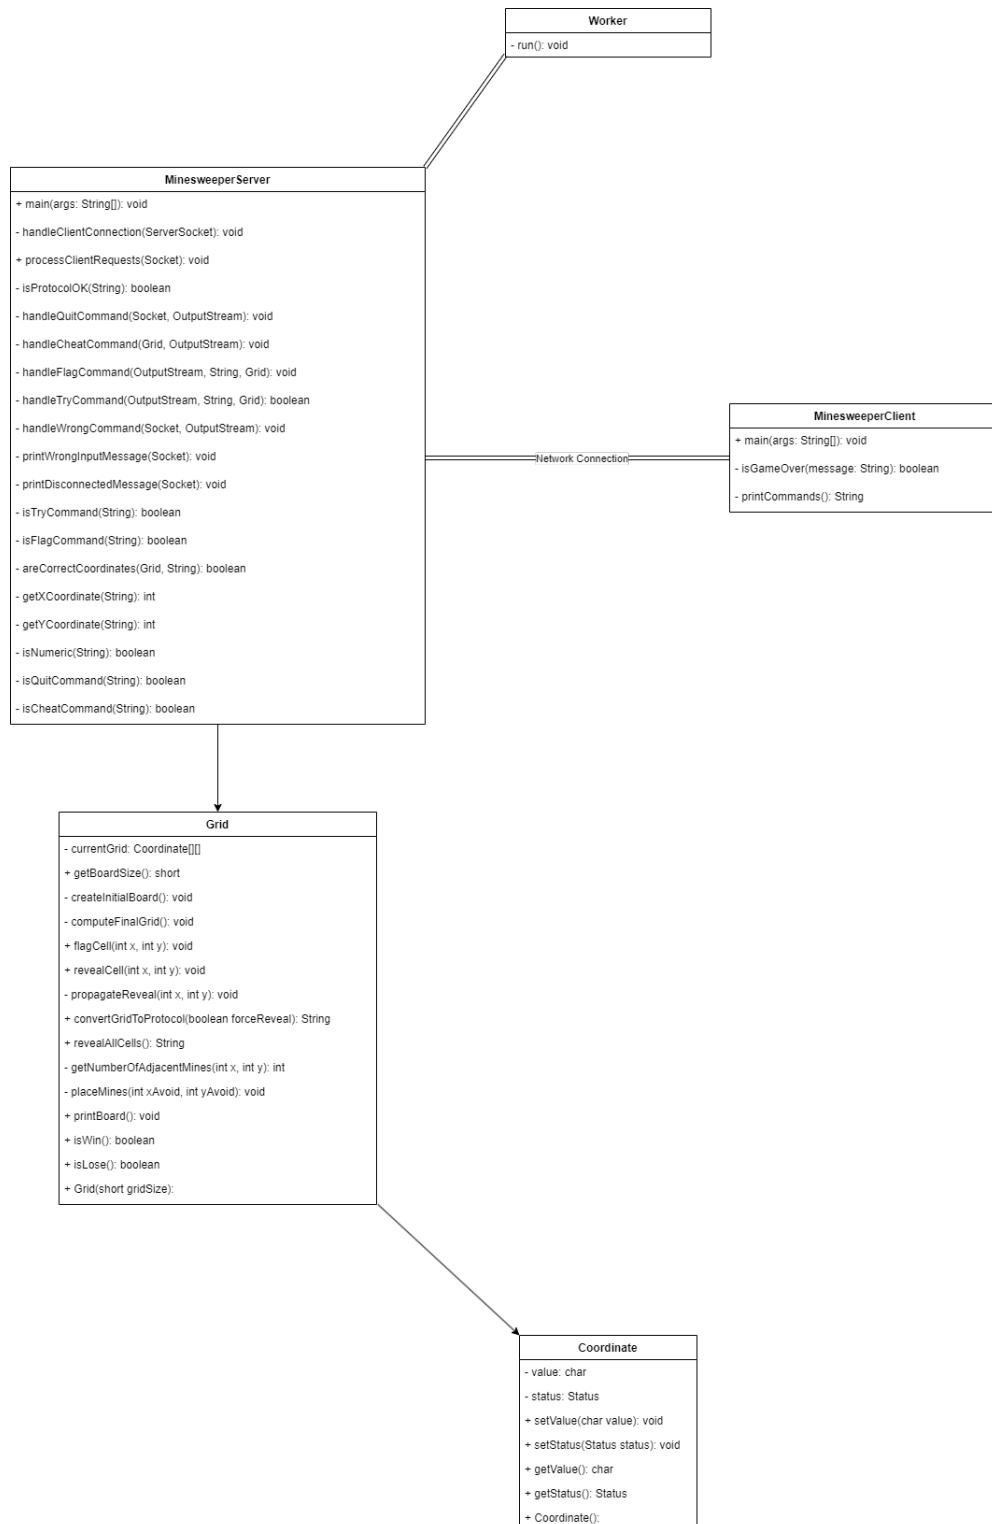 Worker
- run(): void
MinesweeperServer
+ main(args: String[]): void
- handleClientConnection(ServerSocket): void
+ processClientRequests(Socket): void
- isProtocolOK(String): boolean
- handleQuitCommand(Socket, OutputStream): void
- handleCheatCommand(Grid, OutputStream): void
- handleFlagCommand(OutputStream, String, Grid): void
- handleTryCommand(OutputStream, String, Grid): boolean
- handleWrongCommand(Socket, OutputStream): void
- printWrongInputMessage(Socket): void
- printDisconnectedMessage(Socket): void
- isTryCommand(String): boolean
- isFlagCommand(String): boolean
- areCorrectCoordinates(Grid, String): boolean
- getXCoordinate(String): int
- getYCoordinate(String): int
- isNumeric(String): boolean
- isQuitCommand(String): boolean
- isCheatCommand(String): boolean
Network Connection
MinesweeperClient
+ main(args: String[]): void
- isGameOver(message: String): boolean
- printCommands(): String
Grid
- currentGrid: Coordinate[][]
+ getBoardSize(): short
- createInitialBoard(): void
- computeFinalGrid(): void
+ flagCell(int x, int y): void
+ revealCell(int x, int y): void
- propagateReveal(int x, int y): void
+ convertGridToProtocol(boolean forceReveal): String
+ revealAllCells(): String
- getNumberOfAdjacentMines(int x, int y): int
- placeMines(int xAvoid, int yAvoid): void
+ printBoard(): void
+ isWin(): boolean
+ isLose(): boolean
+ Grid(short gridSize):
Coordinate
- value: char
- status: Status
+ setValue(char value): void
+ setStatus(Status status): void
+ getValue(): char
+ getStatus(): Status
+ Coordinate():